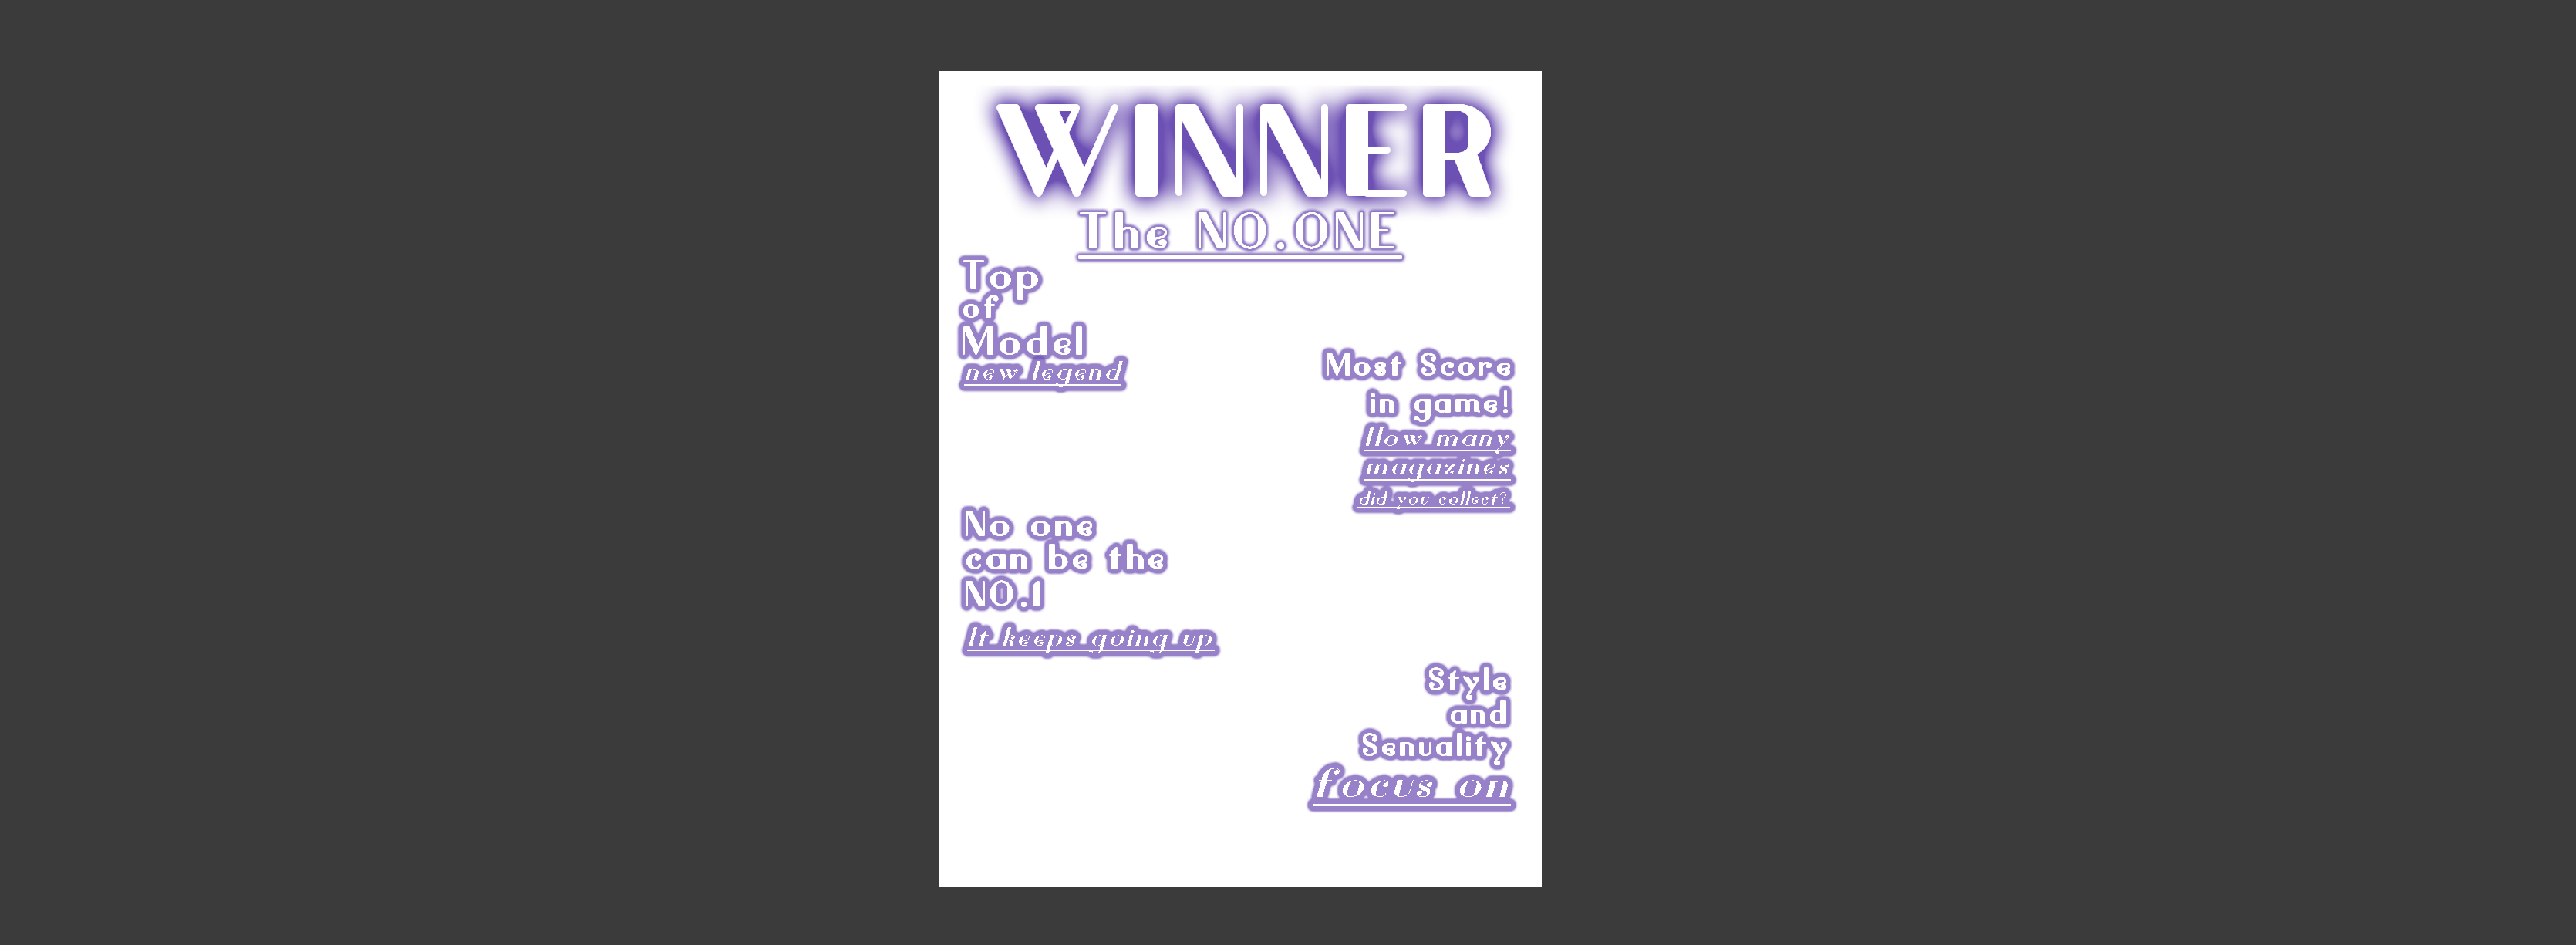 WINNER
The NO.ONE
Top
of
Model
new legend
Most Score
in game!
How many
magazines
did you collect?
No one
can be the
NO.1
It keeps going up
Style
and
Senuality
focus on